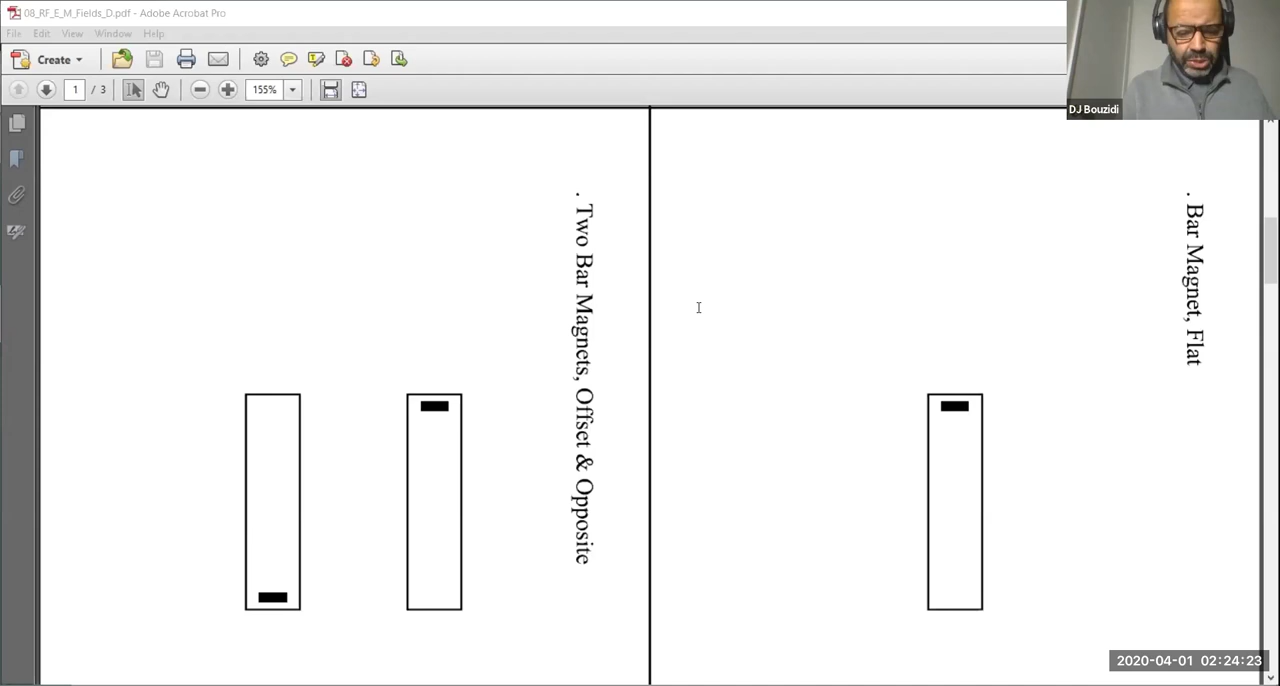 08_RF_E_M_Fields_D.pdf - Adobe Acrobat Pro
File Edit View Window Help
Create
1 / 3 155%
DJ Bouzidi
. Two Bar Magnets, Offset & Opposite
. Bar Magnet, Flat
2020-04-01 02:24:23